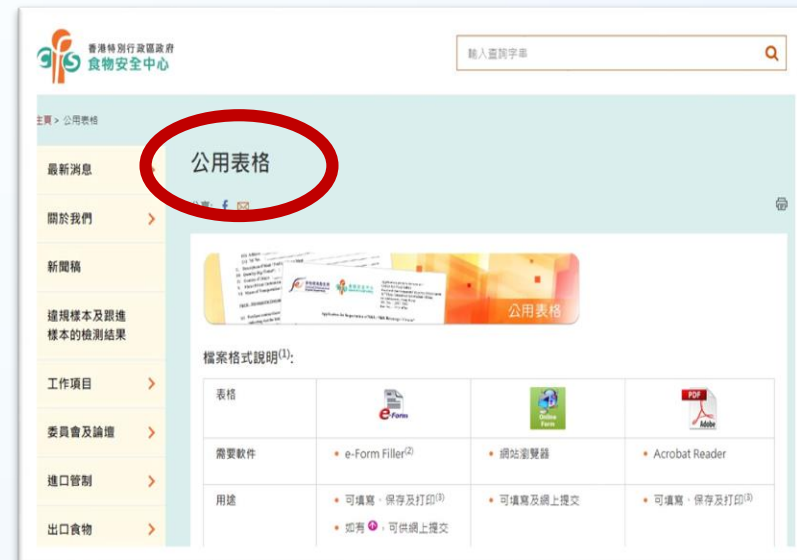 香港特別行政區政府
食物安全中心
輸入查詢字串
主頁 > 公用表格
最新消息
關於我們
新聞稿
違規樣本及跟進
樣本的檢測結果
工作項目
委員會及論壇
進口管制
出口食物
公用表格
公用表格
檔案格式說明(1):
表格
e-Form
Online
Form
PDF
Adobe
需要軟件
• e-Form Filler(2)
• 網站瀏覽器
• Acrobat Reader
用途
• 可填寫、保存及打印(3)
• 如有，可供網上提交
• 可填寫及網上提交
• 可填寫、保存及打印(3)